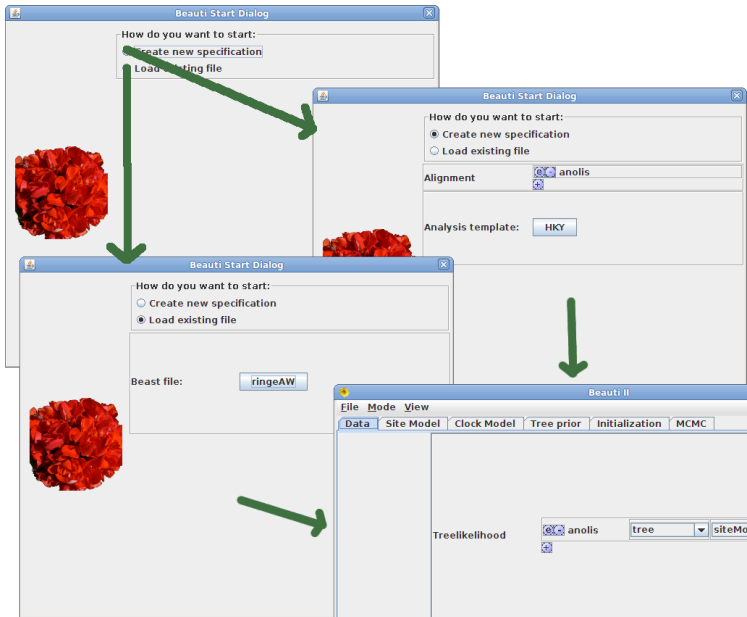 Beauti Start Dialog
How do you want to start:
Create new specification
Load existing file
Beauti Start Dialog
How do you want to start:
Create new specification
Load existing file
Alignment
e - anolis
+
Analysis template: HKY
Beauti Start Dialog
How do you want to start:
Create new specification
Load existing file
Beast file: ringeAW
Beauti II
File Mode View
Data Site Model Clock Model Tree prior Initialization MCMC
Treelikelihood
e - anolis tree siteMo
+